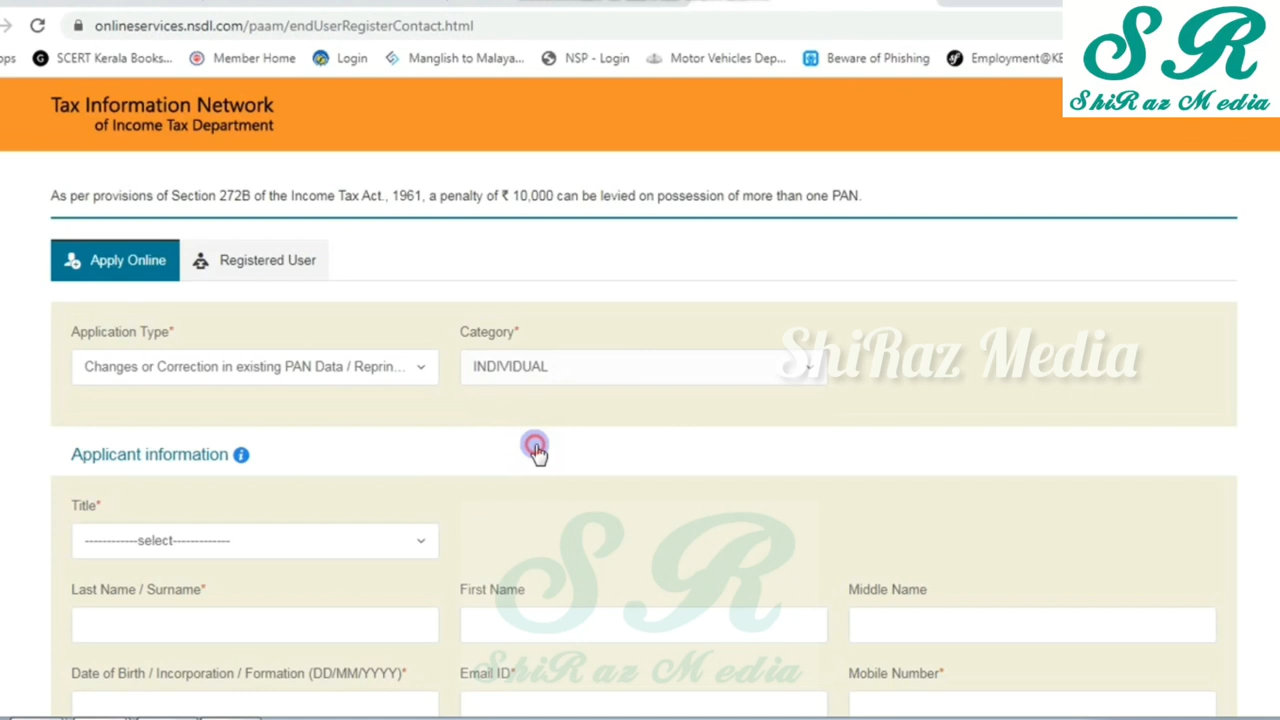 onlineservices.nsdl.com/paam/endUserRegisterContact.html
ops SCERT Kerala Books... Member Home Login Manglish to Malaya... NSP - Login Motor Vehicles Dep... Beware of Phishing Employment@KE
SR
ShiRaz Media
Tax Information Network
of Income Tax Department
As per provisions of Section 272B of the Income Tax Act., 1961, a penalty of ₹ 10,000 can be levied on possession of more than one PAN.
Apply Online Registered User
Application Type* Category*
Changes or Correction in existing PAN Data / Reprin... INDIVIDUAL
ShiRaz Media
Applicant information
Title*
------------select------------
SR
Last Name / Surname* First Name Middle Name
ShiRaz Media
Date of Birth / Incorporation / Formation (DD/MM/YYYY)* Email ID* Mobile Number*